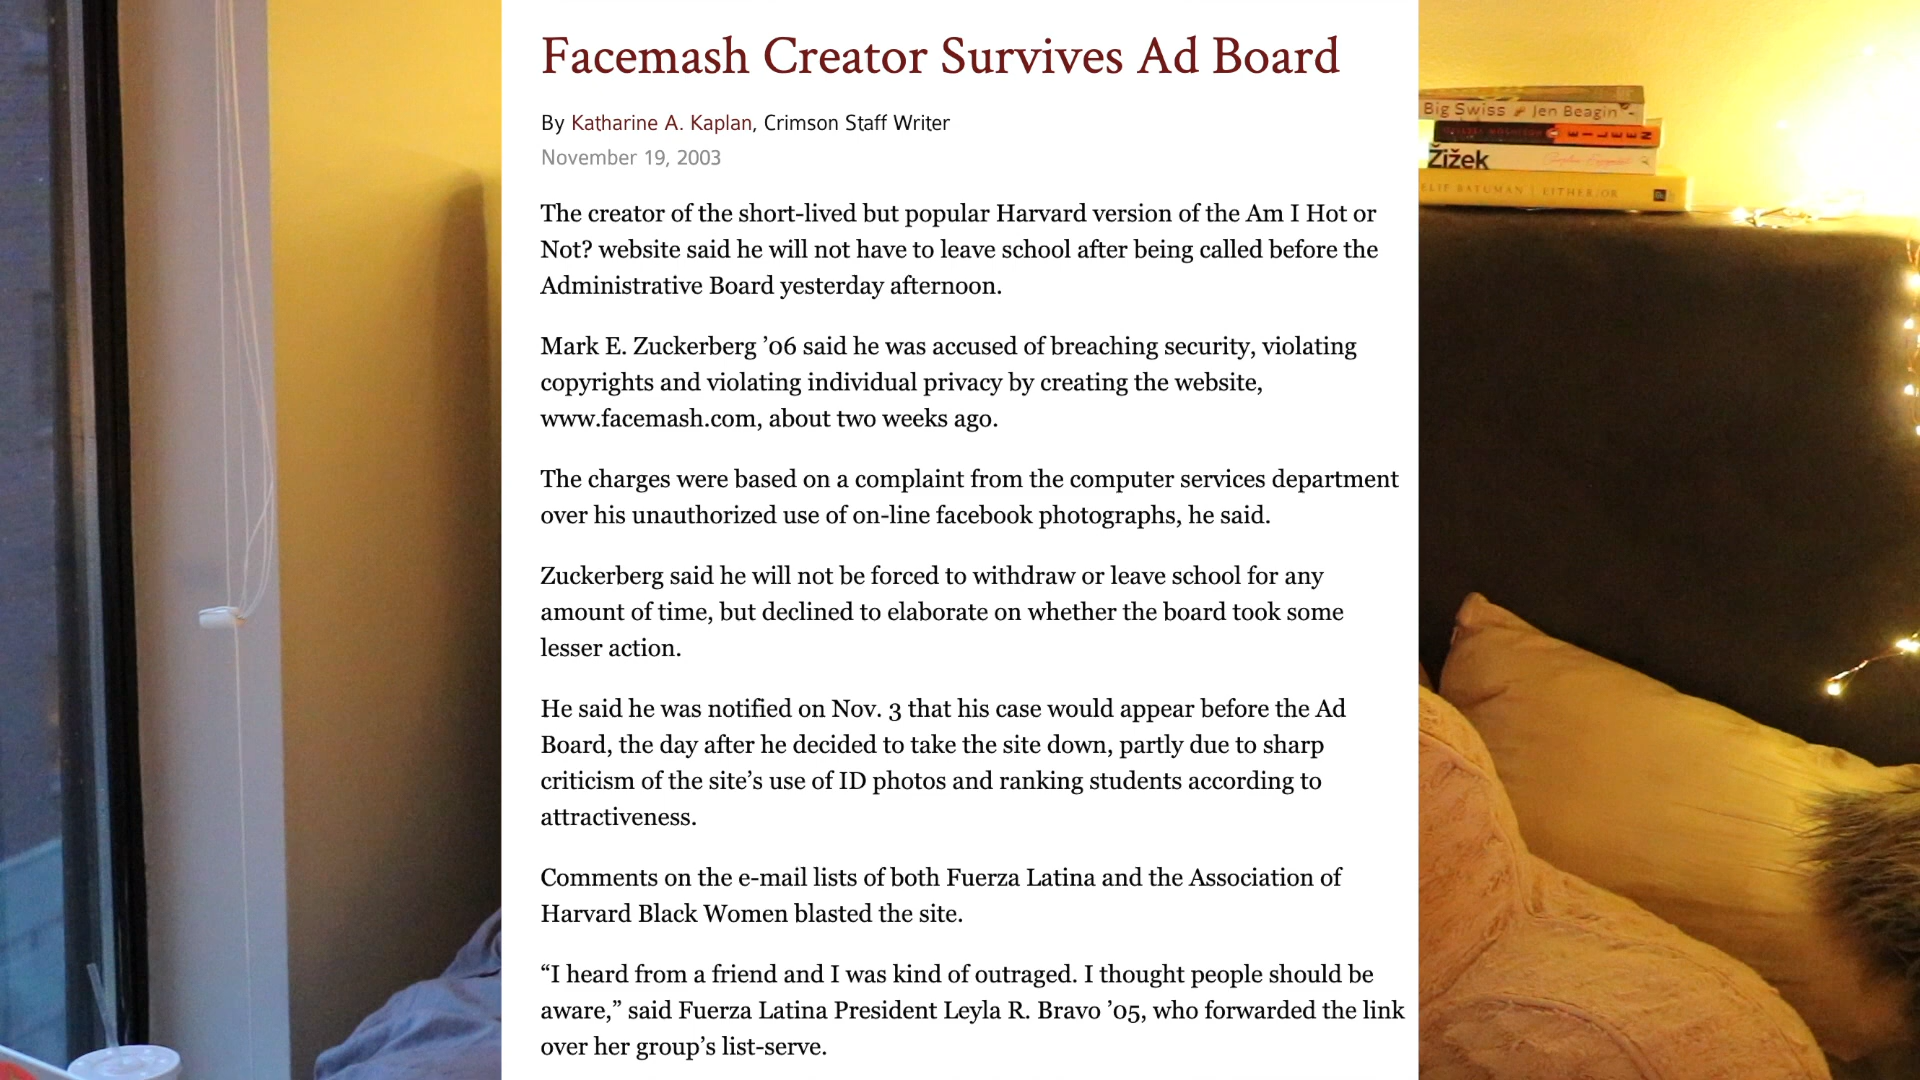 Facemash Creator Survives Ad Board
By Katharine A. Kaplan, Crimson Staff Writer
November 19, 2003
The creator of the short-lived but popular Harvard version of the Am I Hot or
Not? website said he will not have to leave school after being called before the
Administrative Board yesterday afternoon.
Mark E. Zuckerberg ’06 said he was accused of breaching security, violating
copyrights and violating individual privacy by creating the website,
www.facemash.com, about two weeks ago.
The charges were based on a complaint from the computer services department
over his unauthorized use of on-line facebook photographs, he said.
Zuckerberg said he will not be forced to withdraw or leave school for any
amount of time, but declined to elaborate on whether the board took some
lesser action.
He said he was notified on Nov. 3 that his case would appear before the Ad
Board, the day after he decided to take the site down, partly due to sharp
criticism of the site’s use of ID photos and ranking students according to
attractiveness.
Comments on the e-mail lists of both Fuerza Latina and the Association of
Harvard Black Women blasted the site.
“I heard from a friend and I was kind of outraged. I thought people should be
aware,” said Fuerza Latina President Leyla R. Bravo ’05, who forwarded the link
over her group’s list-serve.
Big Swiss Jen Beagin
EILEEN
Žižek
BATUMAN | EITHER/OR